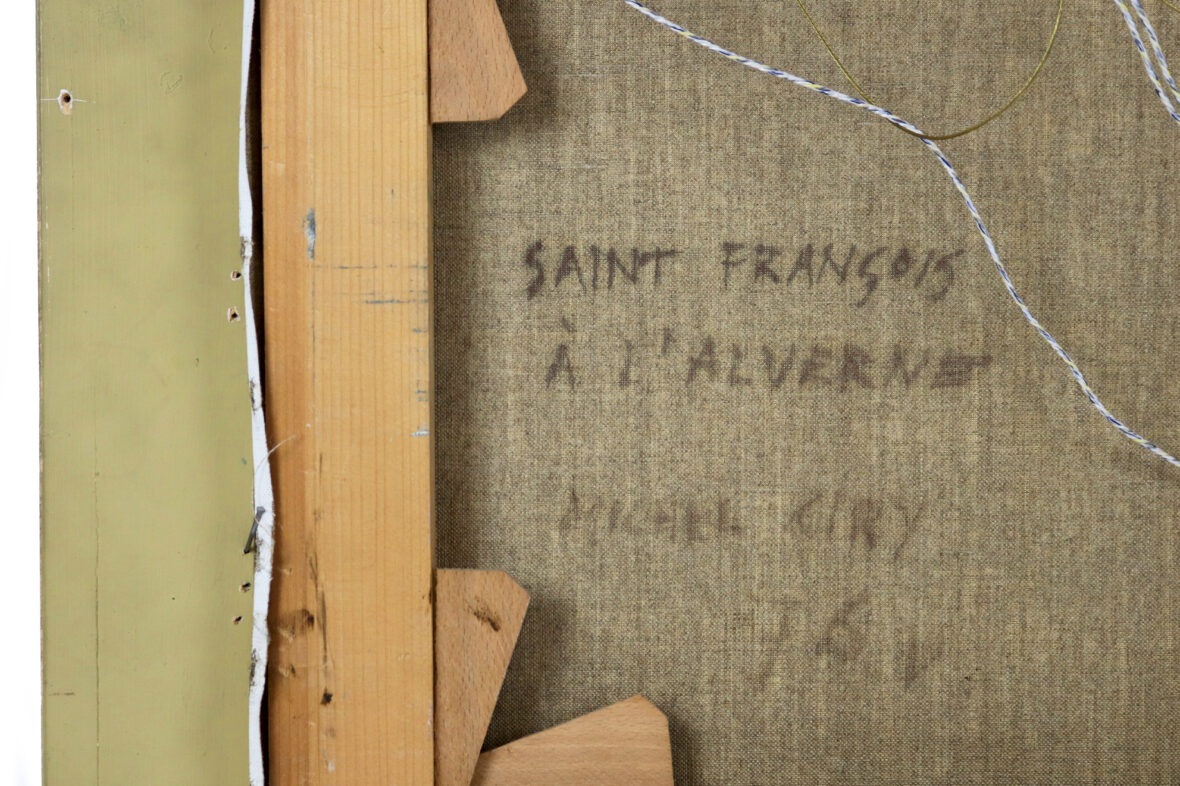 SAINT FRANÇOIS
À L'ALVERNE
MICHEL CIRY